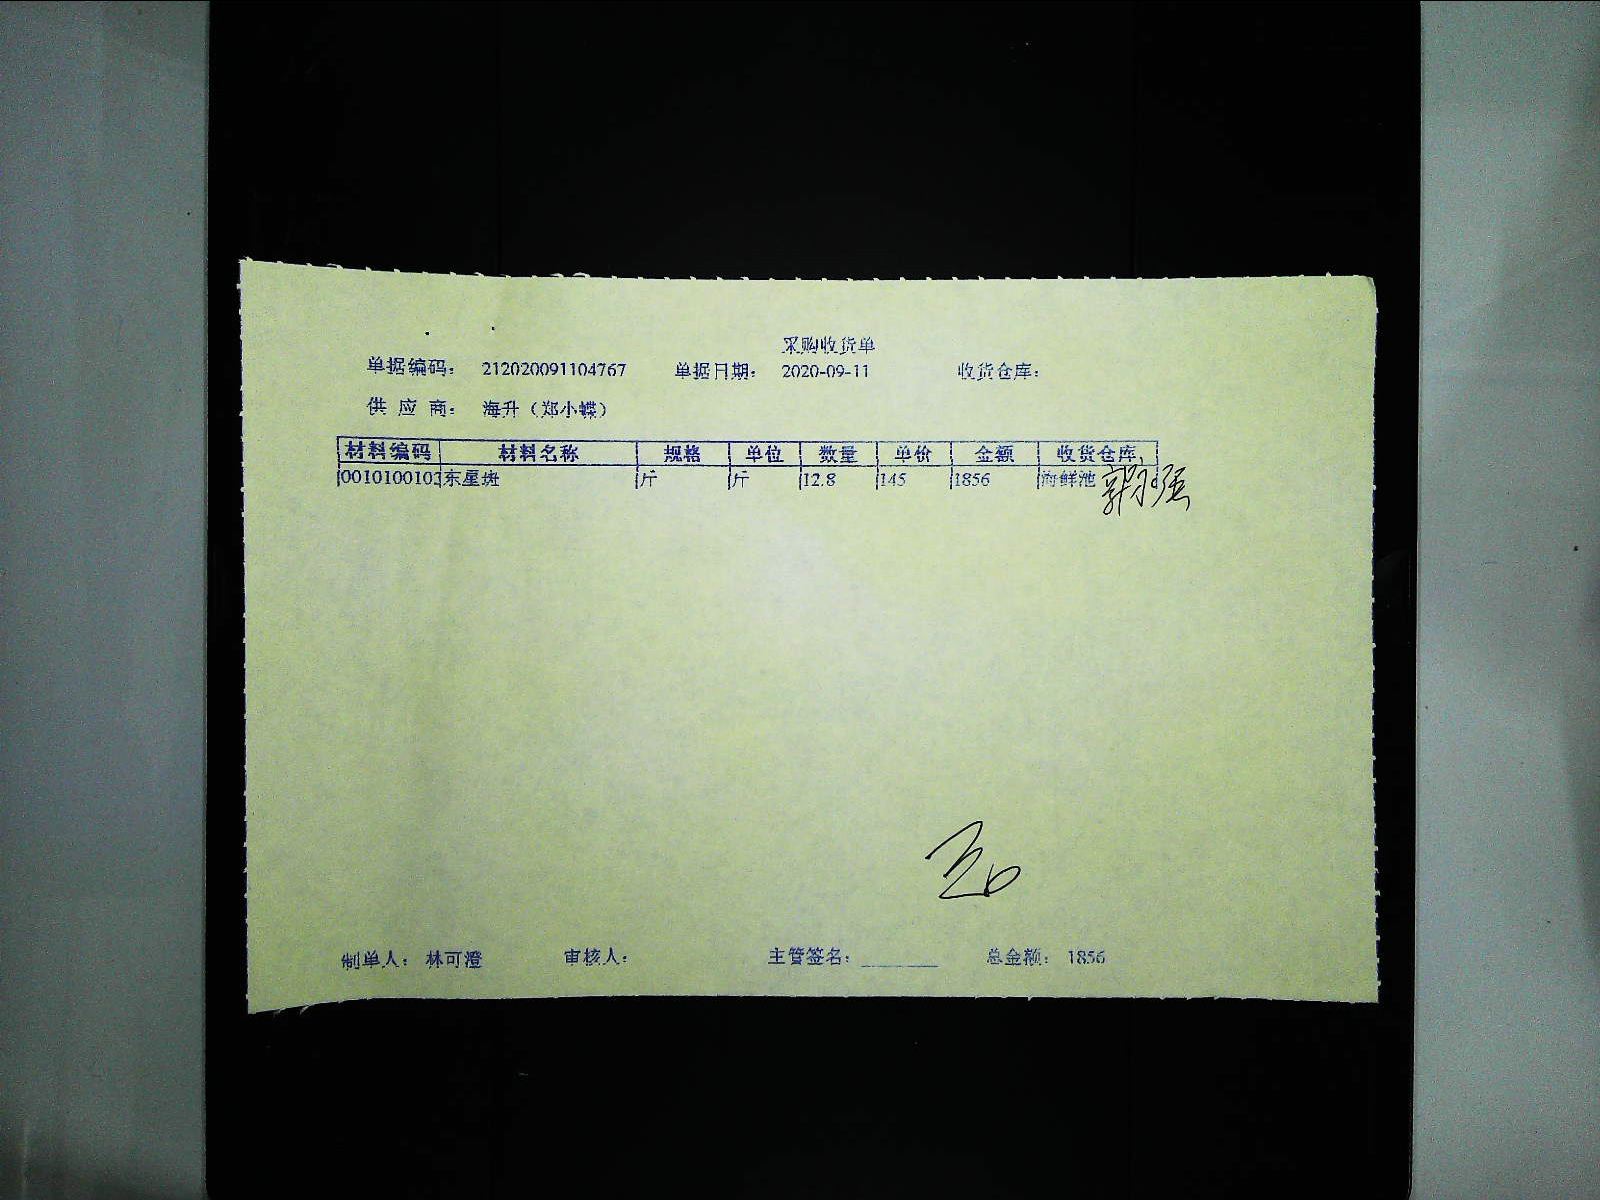 采购收货单
单据编码： 212020091104767 单据日期： 2020-09-11 收货仓库：
供 应 商： 海升（郑小蝶）
材料编码 材料名称 规格 单位 数量 单价 金额 收货仓库
0010100102 东星斑 斤 斤 12.8 145 1856 海鲜池
制单人： 林可澄 审核人： 主管签名： ________ 总金额： 1856